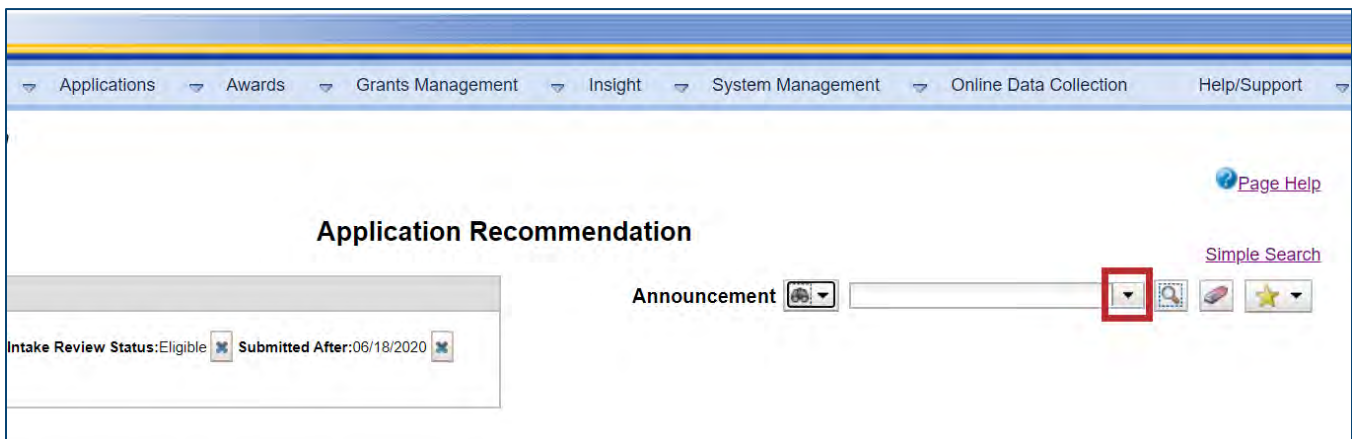 Applications Awards Grants Management Insight System Management Online Data Collection Help/Support
Page Help
Application Recommendation
Simple Search
Announcement
Intake Review Status:Eligible Submitted After:06/18/2020